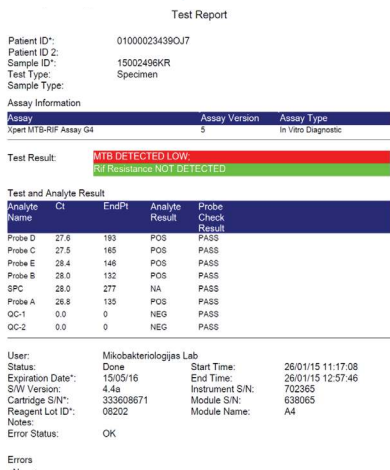 Test Report
Patient ID*: 01000023439OJ7
Patient ID 2:
Sample ID*: 15002496KR
Test Type: Specimen
Sample Type:
Assay Information
Assay Assay Version Assay Type
Xpert MTB-RIF Assay G4 5 In Vitro Diagnostic
Test Result: MTB DETECTED LOW;
Rif Resistance NOT DETECTED
Test and Analyte Result
Analyte Name Ct EndPt Analyte Result Probe Check Result
Probe D 27.6 193 POS PASS
Probe C 27.5 165 POS PASS
Probe E 28.4 146 POS PASS
Probe B 28.0 132 POS PASS
SPC 28.0 277 NA PASS
Probe A 26.8 135 POS PASS
QC-1 0.0 0 NEG PASS
QC-2 0.0 0 NEG PASS
User: Mikobakteriologijas Lab
Status: Done Start Time: 26/01/15 11:17:08
Expiration Date*: 15/05/16 End Time: 26/01/15 12:57:46
S/W Version: 4.4a Instrument S/N: 702365
Cartridge S/N*: 333608671 Module S/N: 638065
Reagent Lot ID*: 08202 Module Name: A4
Notes:
Error Status: OK
Errors